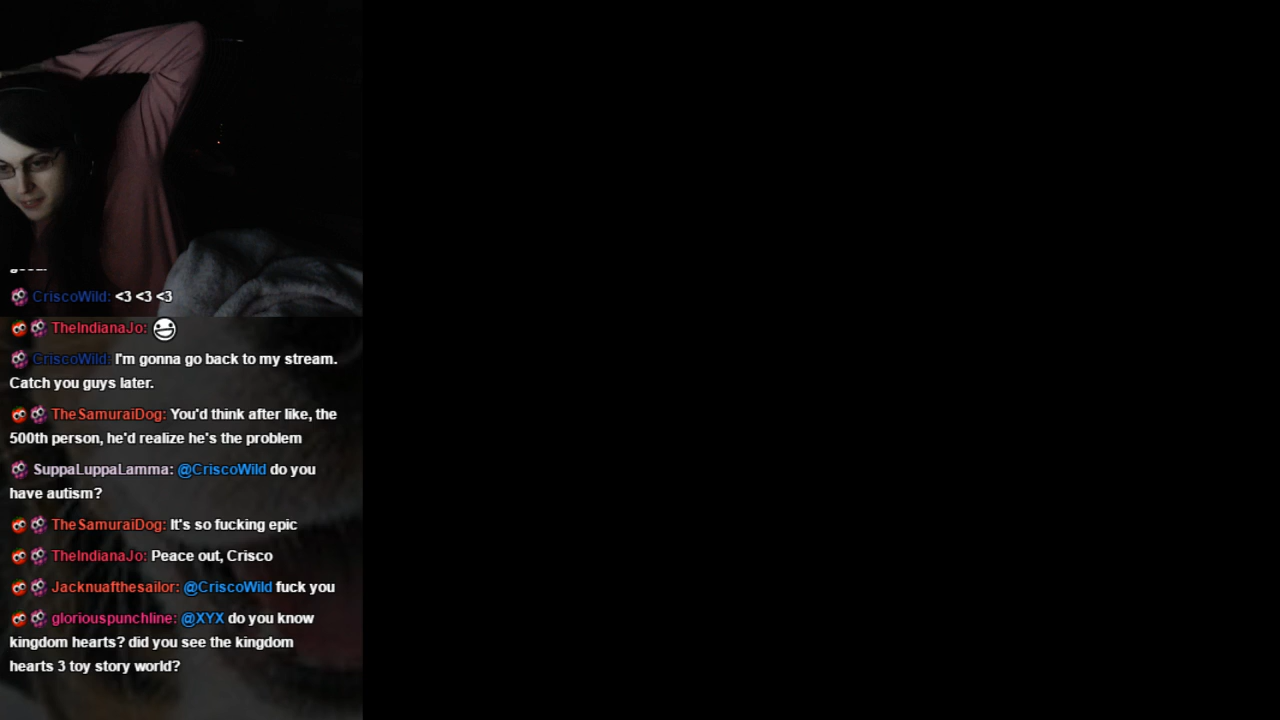 CriscoWild: <3 <3 <3
TheIndianaJo:
CriscoWild: I'm gonna go back to my stream.
Catch you guys later.
TheSamuraiDog: You'd think after like, the
500th person, he'd realize he's the problem
SuppaLuppaLamma: @CriscoWild do you
have autism?
TheSamuraiDog: It's so fucking epic
TheIndianaJo: Peace out, Crisco
Jacknuafthesailor: @CriscoWild fuck you
gloriouspunchline: @XYX do you know
kingdom hearts? did you see the kingdom
hearts 3 toy story world?